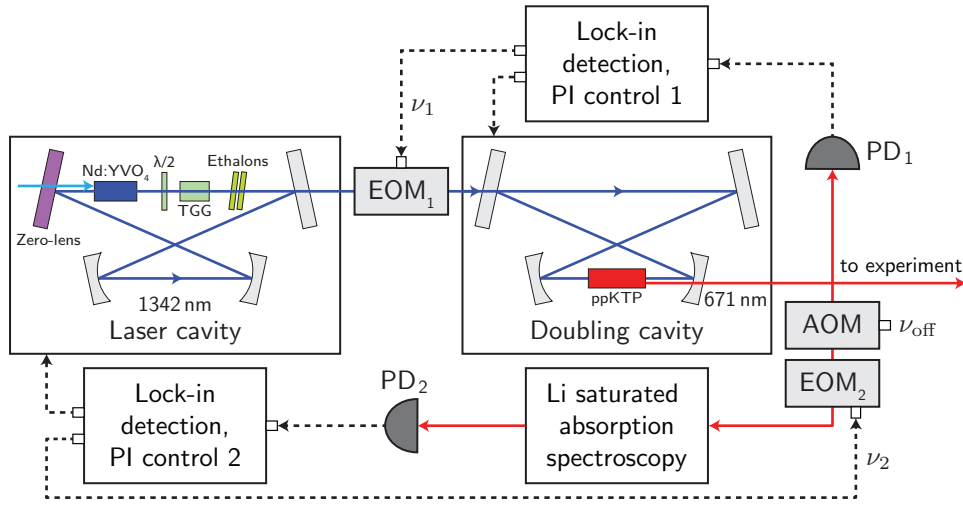 Lock-in
detection,
PI control 1
ν1
PD1
Nd:YVO4
λ/2
Ethalons
TGG
Zero-lens
1342 nm
Laser cavity
EOM1
ppKTP
671 nm
Doubling cavity
to experiment
AOM
νoff
EOM2
ν2
Lock-in
detection,
PI control 2
PD2
Li saturated
absorption
spectroscopy